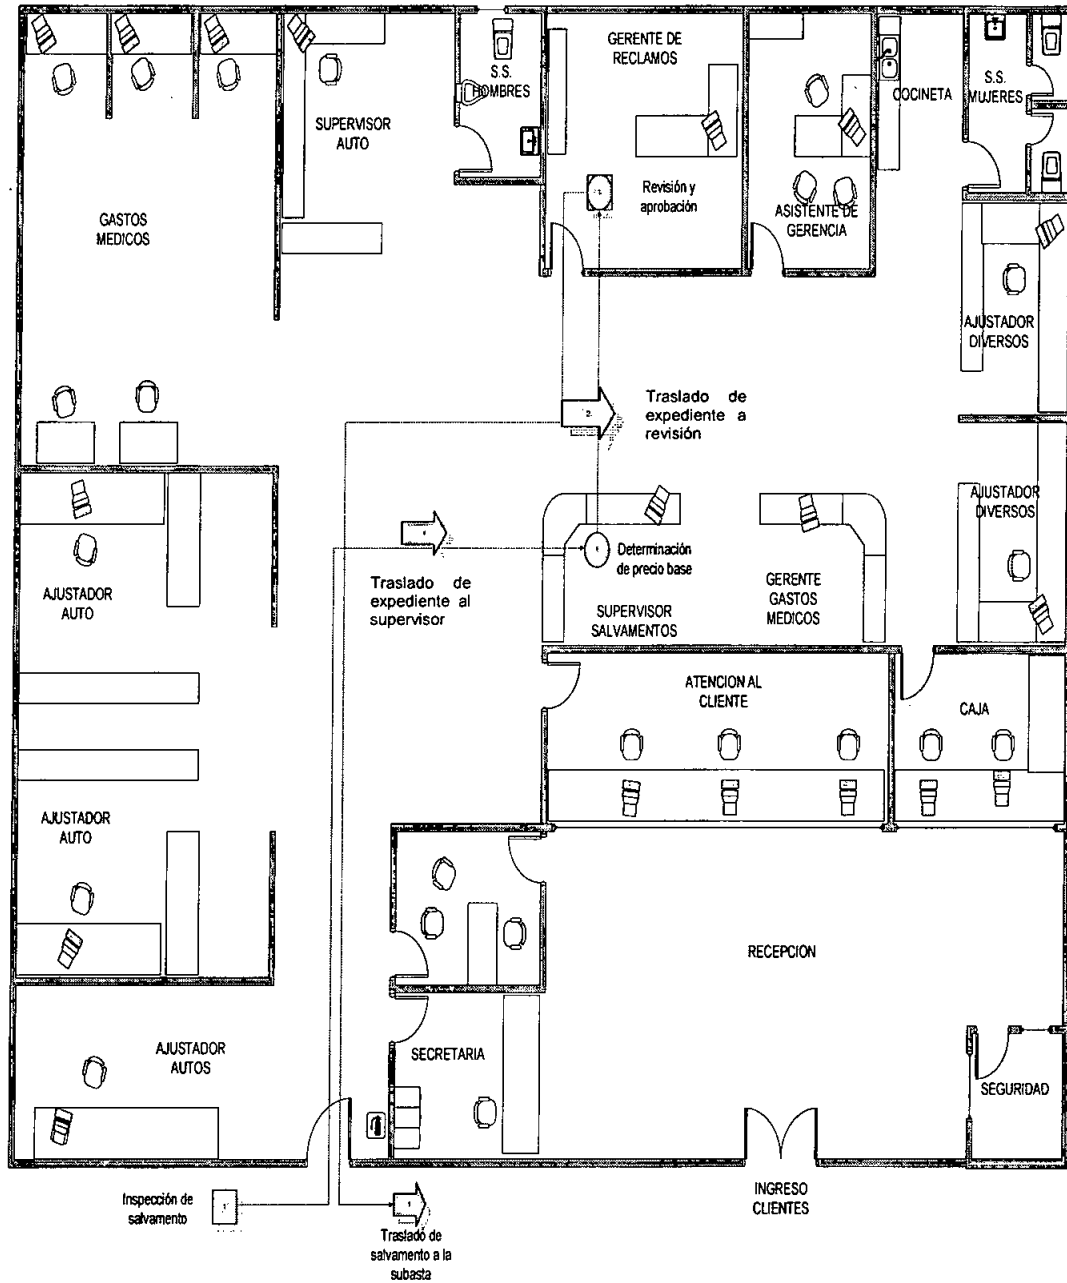 GERENTE DE
RECLAMOS
S.S.
HOMBRES
COCINETA
S.S.
MUJERES
SUPERVISOR
AUTO
Revisión y
aprobación
GASTOS
MEDICOS
ASISTENTE DE
GERENCIA
AJUSTADOR
DIVERSOS
Traslado de
expediente a
revisión
AJUSTADOR
DIVERSOS
Determinación
de precio base
Traslado de
expediente al
supervisor
AJUSTADOR
AUTO
GERENTE
GASTOS
MEDICOS
SUPERVISOR
SALVAMENTOS
ATENCION AL
CLIENTE
CAJA
AJUSTADOR
AUTO
RECEPCION
AJUSTADOR
AUTOS
SECRETARIA
SEGURIDAD
Inspección de
salvamento
INGRESO
CLIENTES
Traslado de
salvamento a la
subasta